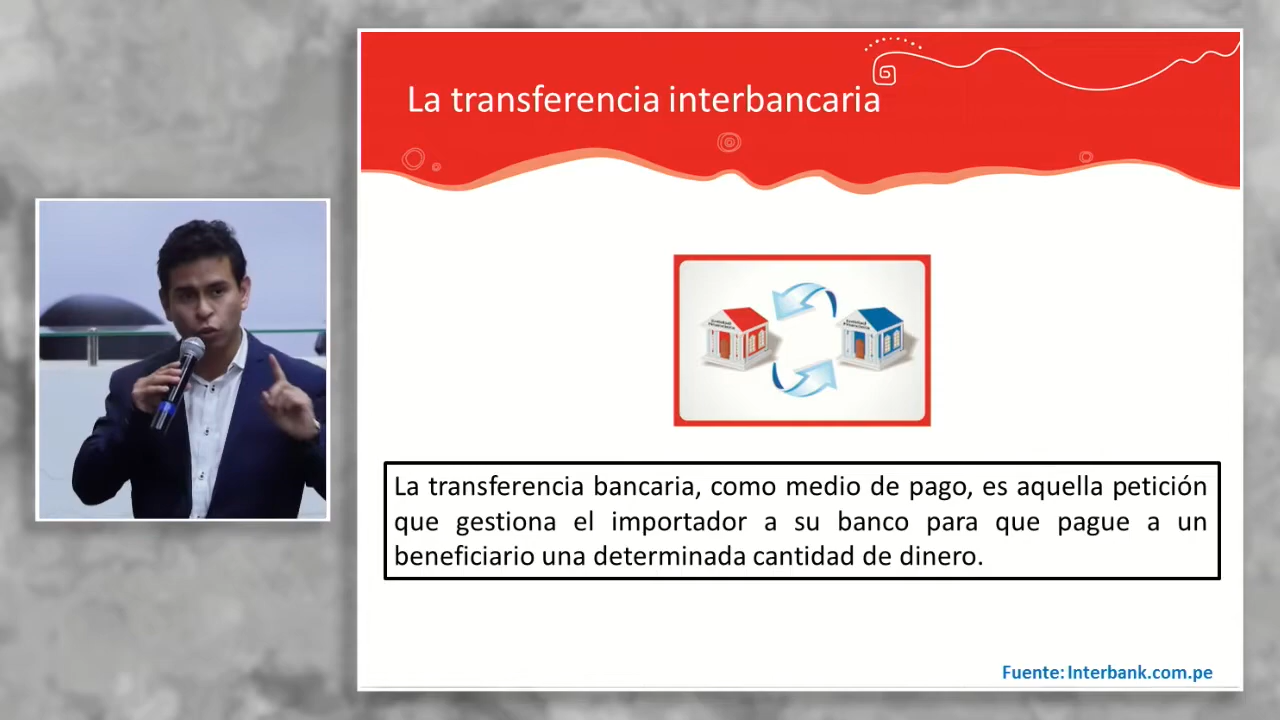 La transferencia interbancaria
La transferencia bancaria, como medio de pago, es aquella petición
que gestiona el importador a su banco para que pague a un
beneficiario una determinada cantidad de dinero.
Fuente: Interbank.com.pe